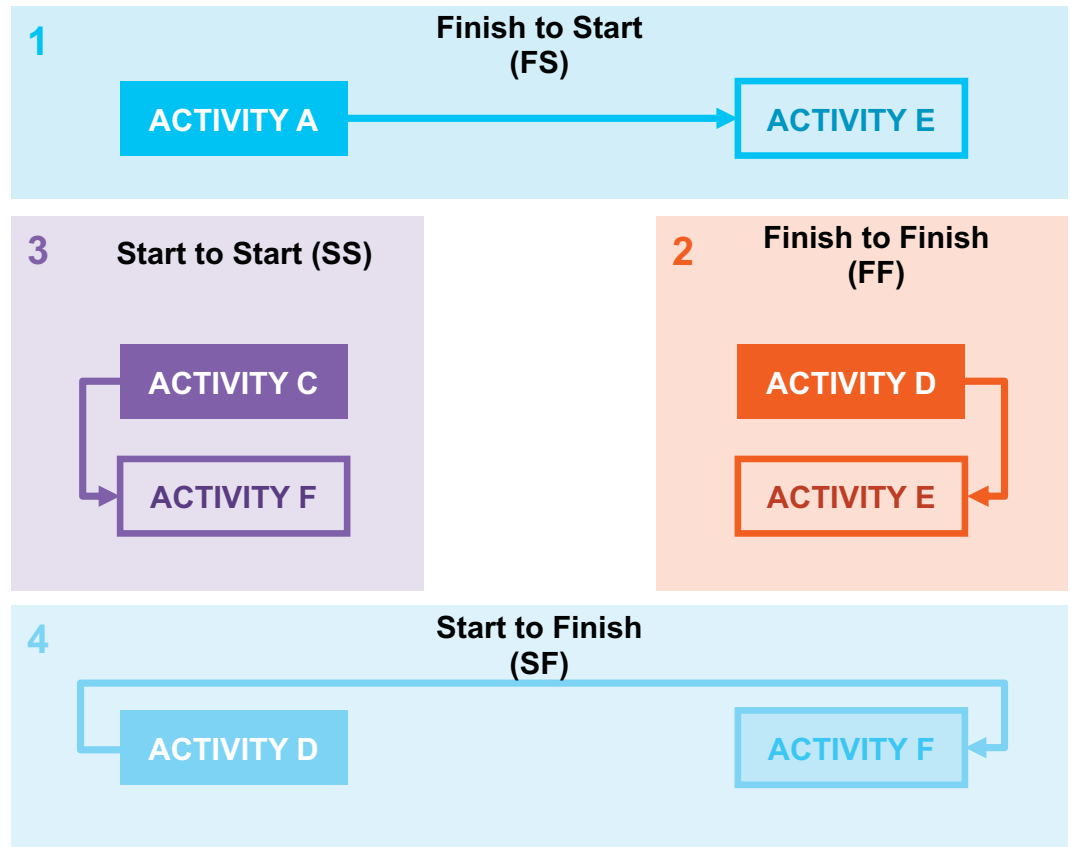 1
Finish to Start
(FS)
ACTIVITY A
ACTIVITY E
3
Start to Start (SS)
ACTIVITY C
ACTIVITY F
2
Finish to Finish
(FF)
ACTIVITY D
ACTIVITY E
4
Start to Finish
(SF)
ACTIVITY D
ACTIVITY F